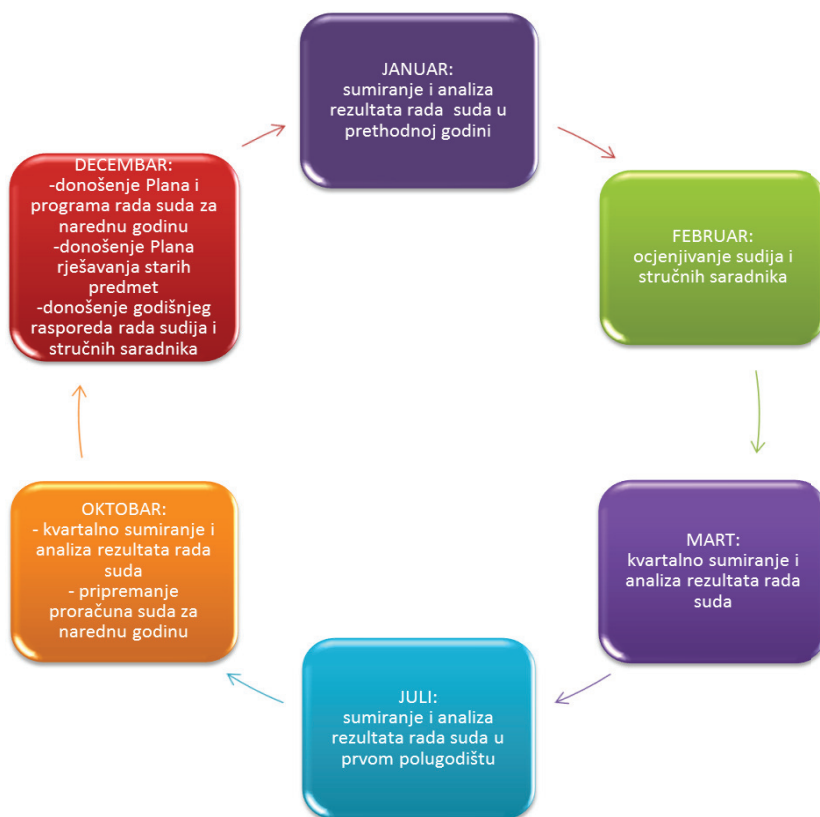 JANUAR:
sumiranje i analiza
rezultata rada suda u
prethodnoj godini
FEBRUAR:
ocjenjivanje sudija i
stručnih saradnika
MART:
kvartalno sumiranje i
analiza rezultata rada
suda
JULI:
sumiranje i analiza
rezultata rada suda u
prvom polugodištu
OKTOBAR:
- kvartalno sumiranje i
analiza rezultata rada
suda
- pripremanje
proračuna suda za
narednu godinu
DECEMBAR:
-donošenje Plana i
programa rada suda za
narednu godinu
-donošenje Plana
rješavanja starih
predmet
-donošenje godišnjeg
rasporeda rada sudija i
stručnih saradnika